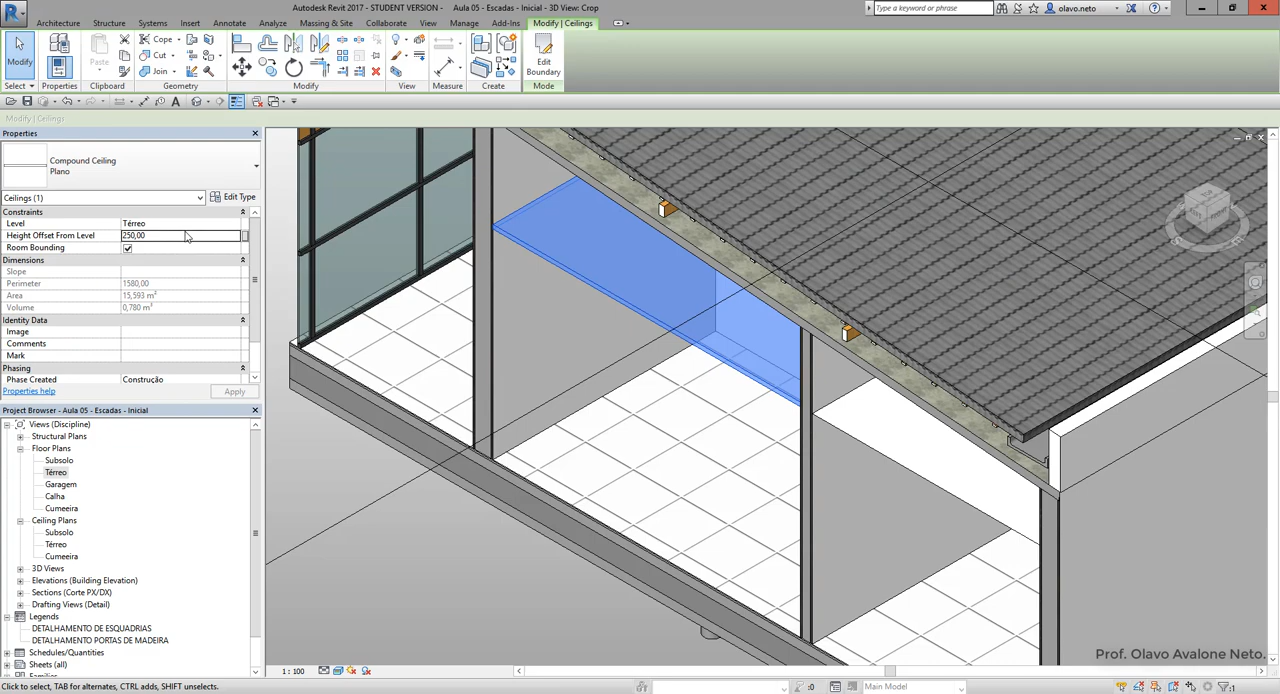 Autodesk Revit 2017 - STUDENT VERSION - Aula 05 - Escadas - Inicial - 3D View: Crop
Type a keyword or phrase
olavo.neto
Architecture Structure Systems Insert Annotate Analyze Massing & Site Collaborate View Manage Add-Ins Modify | Ceilings
Modify
Paste
Cope
Cut
Join
Edit
Boundary
Select Properties Clipboard Geometry Modify View Measure Create Mode
Modify | Ceilings
Properties
Compound Ceiling
Plano
Ceilings (1)
Edit Type
Constraints
Level Térreo
Height Offset From Level 250,00
Room Bounding
Dimensions
Slope
Perimeter 1580,00
Area 15,593 m²
Volume 0,780 m³
Identity Data
Image
Comments
Mark
Phasing
Phase Created Construção
Properties help
Apply
Project Browser - Aula 05 - Escadas - Inicial
Views (Discipline)
Structural Plans
Floor Plans
Subsolo
Térreo
Garagem
Calha
Cumeeira
Ceiling Plans
Subsolo
Térreo
Cumeeira
3D Views
Elevations (Building Elevation)
Sections (Corte PX/DX)
Drafting Views (Detail)
Legends
DETALHAMENTO DE ESQUADRIAS
DETALHAMENTO PORTAS DE MADEIRA
Schedules/Quantities
Sheets (all)
Prof. Olavo Avalone Neto.
1 : 100
Click to select, TAB for alternates, CTRL adds, SHIFT unselects.
:0
Main Model
:1